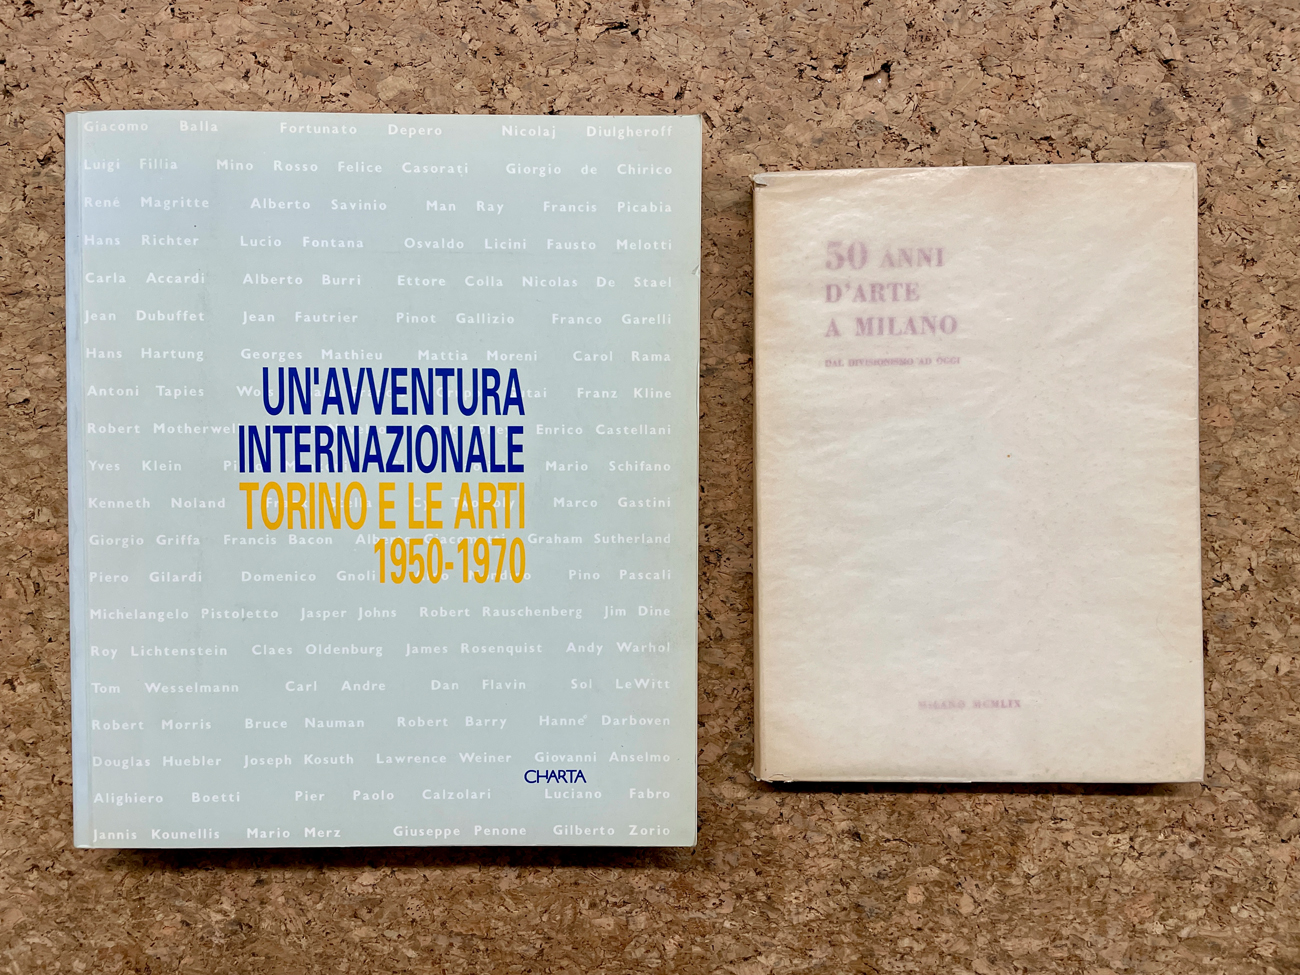 Giacomo Balla Fortunato Depero Nicolaj Diulgheroff
Luigi Fillia Mino Rosso Felice Casorati Giorgio de Chirico
René Magritte Alberto Savinio Man Ray Francis Picabia
Hans Richter Lucio Fontana Osvaldo Licini Fausto Melotti
Carla Accardi Alberto Burri Ettore Colla Nicolas De Stael
Jean Dubuffet Jean Fautrier Pinot Gallizio Franco Garelli
Hans Hartung Georges Mathieu Mattia Moreni Carol Rama
Antoni Tapies Franz Kline
Robert Motherwell Enrico Castellani
Yves Klein Mario Schifano
Kenneth Noland Cy Twombly Marco Gastini
Giorgio Griffa Francis Bacon Alberto Giacometti Graham Sutherland
Piero Gilardi Domenico Gnoli Pino Pascali
Michelangelo Pistoletto Jasper Johns Robert Rauschenberg Jim Dine
Roy Lichtenstein Claes Oldenburg James Rosenquist Andy Warhol
Tom Wesselmann Carl Andre Dan Flavin Sol LeWitt
Robert Morris Bruce Nauman Robert Barry Hanne Darboven
Douglas Huebler Joseph Kosuth Lawrence Weiner Giovanni Anselmo
Alighiero Boetti Pier Paolo Calzolari Luciano Fabro
Jannis Kounellis Mario Merz Giuseppe Penone Gilberto Zorio
UN'AVVENTURA
INTERNAZIONALE
TORINO E LE ARTI
1950-1970
CHARTA
50 ANNI
D'ARTE
A MILANO
DAL DIVISIONISMO AD OGGI
MILANO MCMLIX